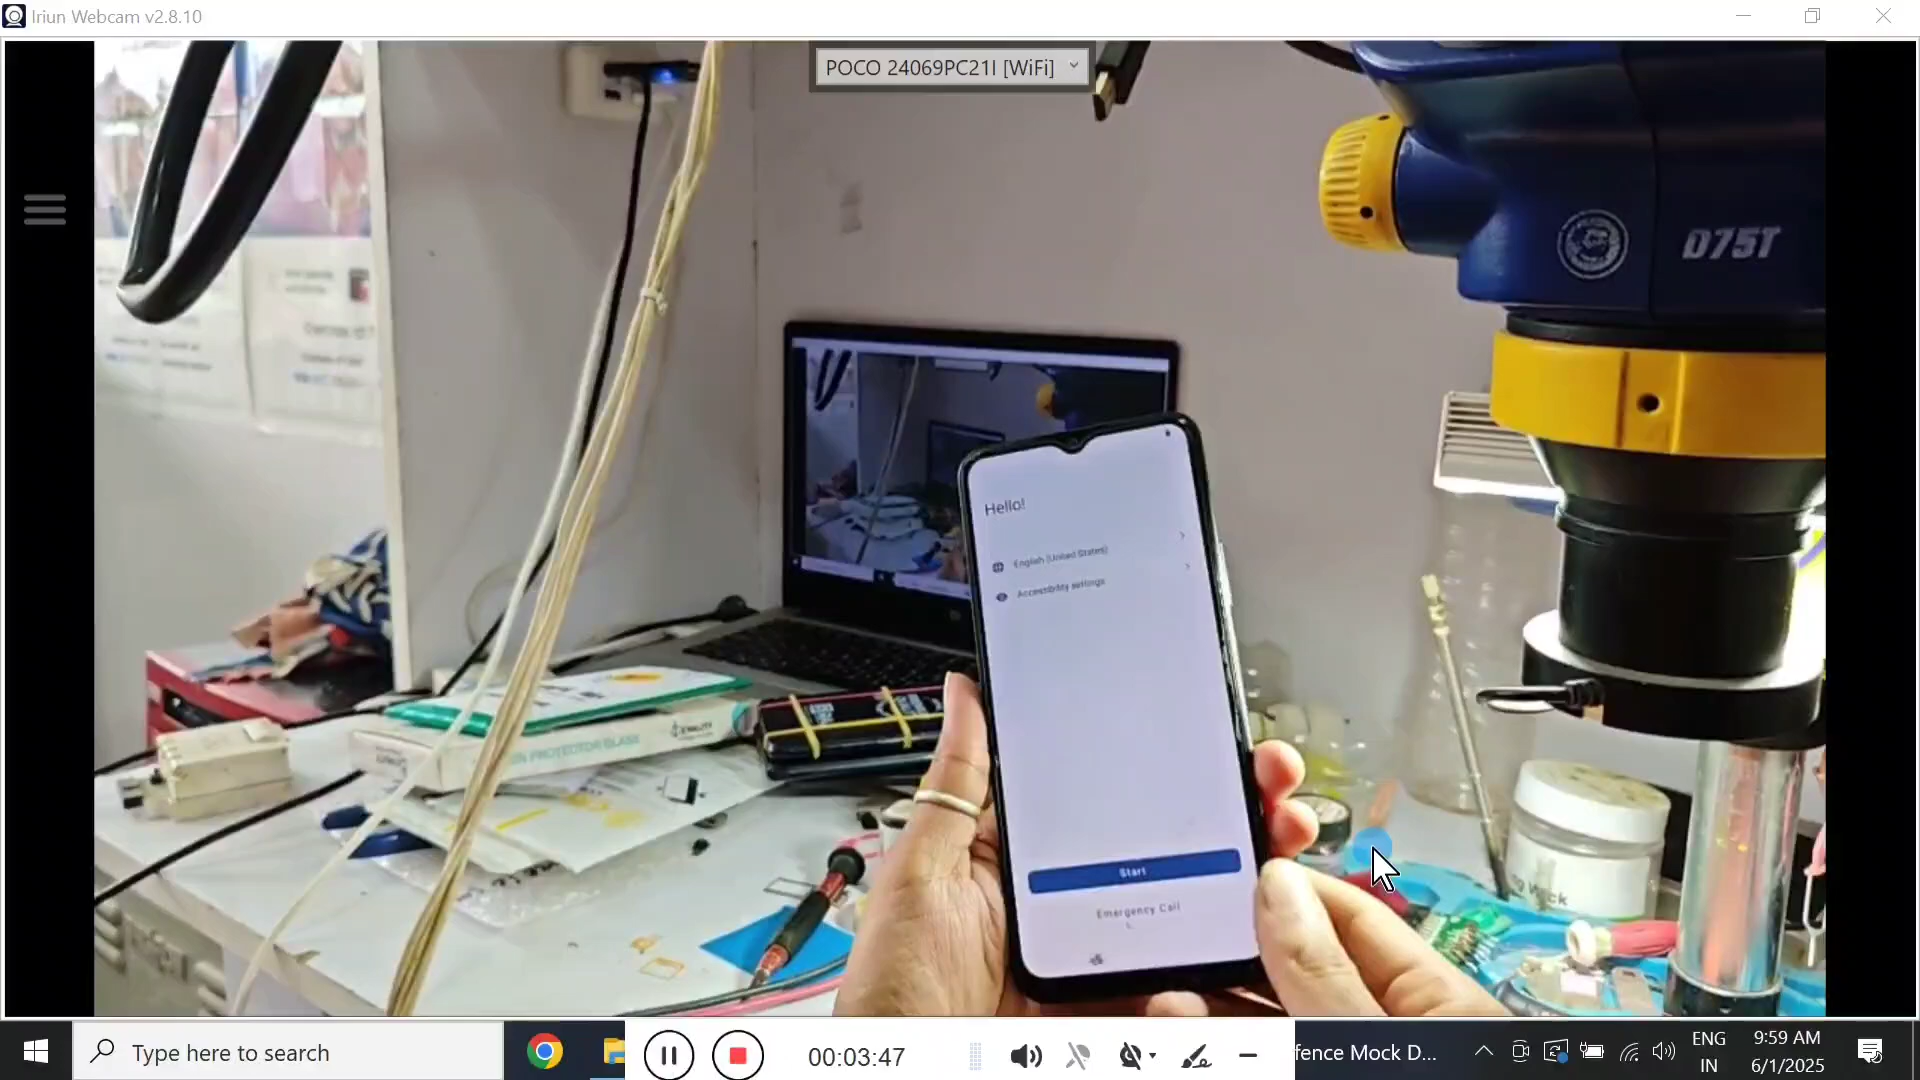 Iriun Webcam v2.8.10
POCO 24069PC21I [WiFi]
D75T
Hello!
English (United States)
Accessibility settings
Start
Emergency Call
Type here to search
00:03:47
fence Mock D...
ENG
IN
9:59 AM
6/1/2025